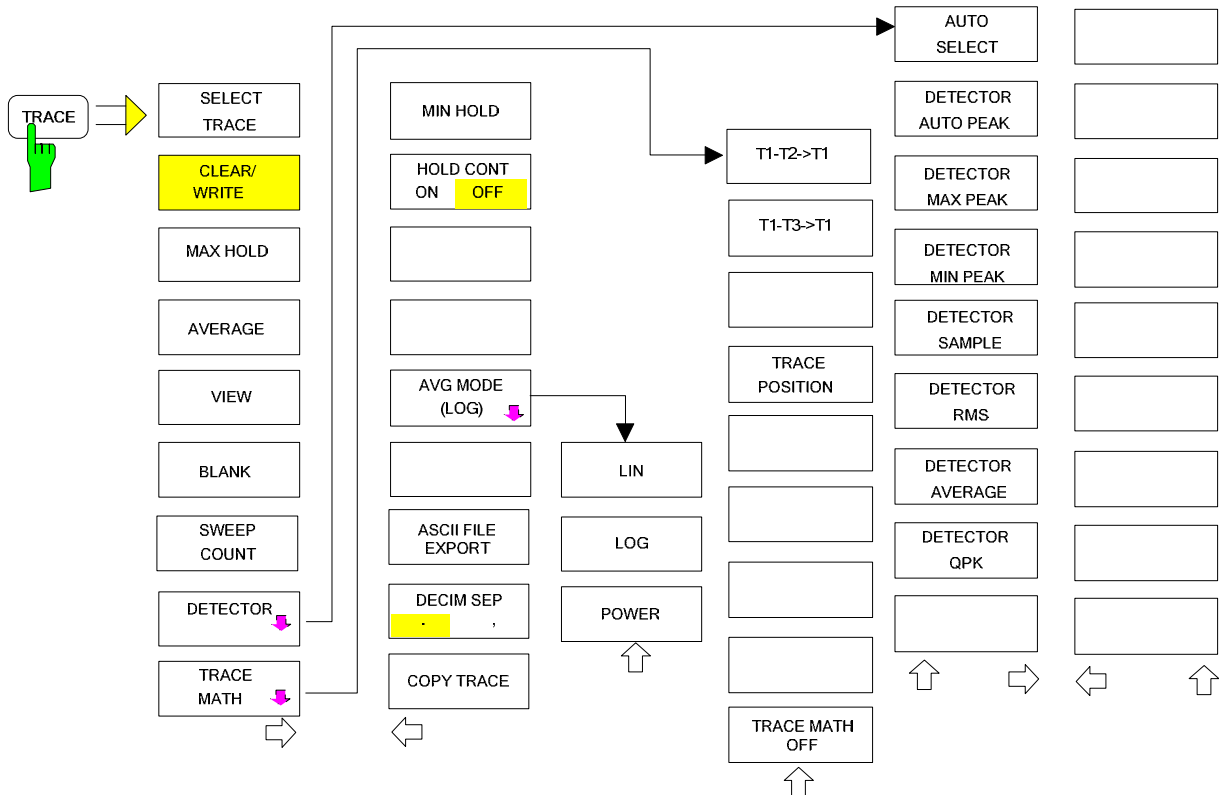 TRACE
SELECT
TRACE
CLEAR/
WRITE
MAX HOLD
AVERAGE
VIEW
BLANK
SWEEP
COUNT
DETECTOR
TRACE
MATH
MIN HOLD
HOLD CONT
ON OFF
AVG MODE
(LOG)
ASCII FILE
EXPORT
DECIM SEP
. ,
COPY TRACE
LIN
LOG
POWER
T1-T2->T1
T1-T3->T1
TRACE
POSITION
TRACE MATH
OFF
AUTO
SELECT
DETECTOR
AUTO PEAK
DETECTOR
MAX PEAK
DETECTOR
MIN PEAK
DETECTOR
SAMPLE
DETECTOR
RMS
DETECTOR
AVERAGE
DETECTOR
QPK